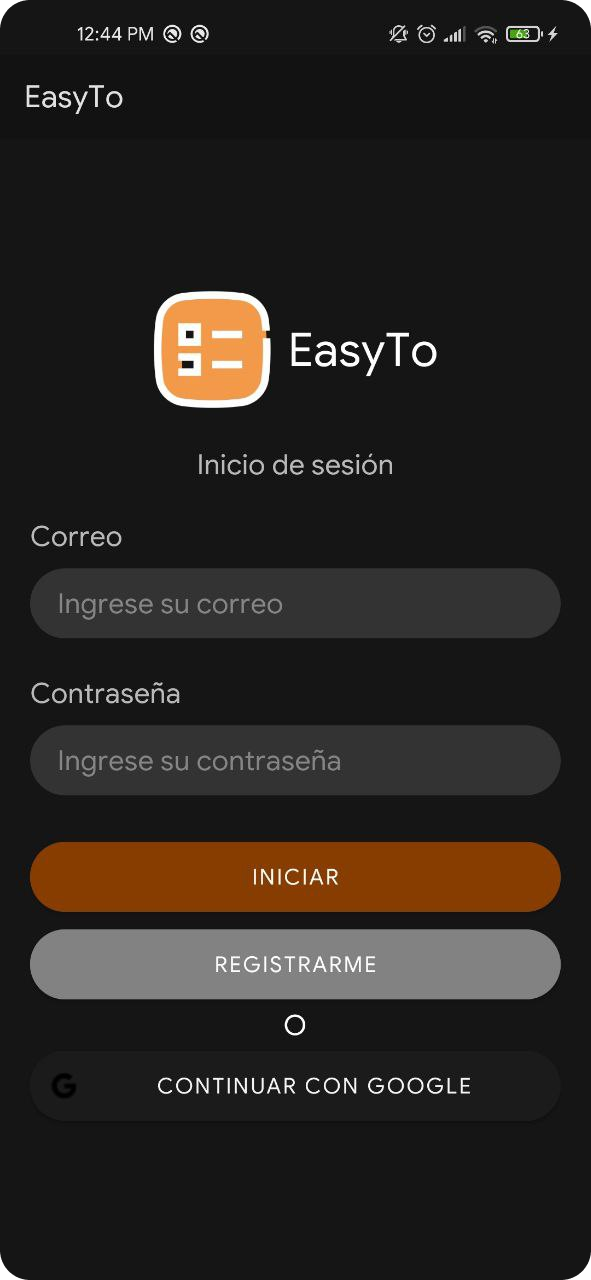 12:44 PM
63
EasyTo
EasyTo
Inicio de sesión
Correo
Ingrese su correo
Contraseña
Ingrese su contraseña
INICIAR
REGISTRARME
O
G
CONTINUAR CON GOOGLE